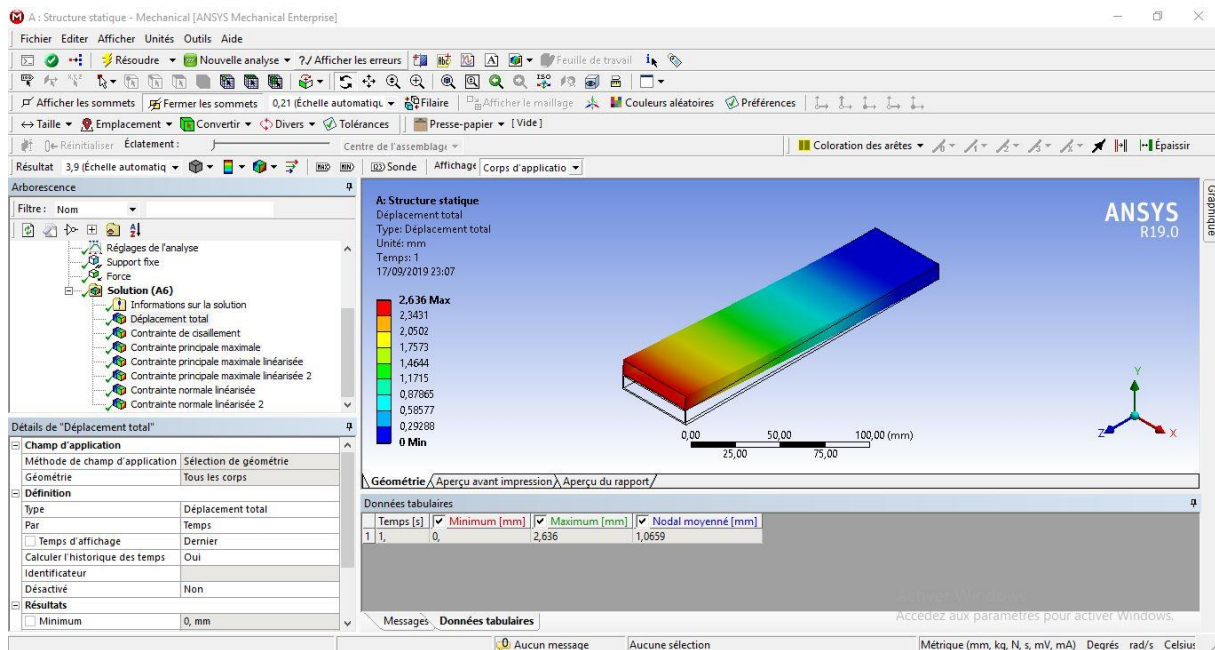 A : Structure statique - Mechanical [ANSYS Mechanical Enterprise]
Fichier Editer Afficher Unités Outils Aide
Résoudre Nouvelle analyse ?/ Afficher les erreurs A Feuille de travail
ISO
Afficher les sommets Fermer les sommets 0,21 (Échelle automatiqu Filaire Afficher le maillage Couleurs aléatoires Préférences
Taille Emplacement Convertir Divers Tolérances Presse-papier [Vide]
Réinitialiser Éclatement : Centre de l'assemblage Coloration des arêtes Épaissir
Résultat 3,9 (Échelle automatiq MAX MIN Sonde Affichage Corps d'applicatio
Arborescence
Filtre : Nom
Réglages de l'analyse
Support fixe
Force
Solution (A6)
Informations sur la solution
Déplacement total
Contrainte de cisaillement
Contrainte principale maximale
Contrainte principale maximale linéarisée
Contrainte principale maximale linéarisée 2
Contrainte normale linéarisée
Contrainte normale linéarisée 2
Détails de "Déplacement total"
Champ d'application
Méthode de champ d'application Sélection de géométrie
Géométrie Tous les corps
Définition
Type Déplacement total
Par Temps
Temps d'affichage Dernier
Calculer l'historique des temps Oui
Identificateur
Désactivé Non
Résultats
Minimum 0, mm
A: Structure statique
Déplacement total
Type: Déplacement total
Unité: mm
Temps: 1
17/09/2019 23:07
2,636 Max
2,3431
2,0502
1,7573
1,4644
1,1715
0,87865
0,58577
0,29288
0 Min
ANSYS
R19.0
Graphique
0,00 50,00 100,00 (mm)
25,00 75,00
Y
Z X
Géométrie Aperçu avant impression Aperçu du rapport
Données tabulaires
Temps [s] Minimum [mm] Maximum [mm] Nodal moyenné [mm]
1 1, 0, 2,636 1,0659
Activer Windows
Accédez aux paramètres pour activer Windows.
Messages Données tabulaires
0 Aucun message Aucune sélection Métrique (mm, kg, N, s, mV, mA) Degrés rad/s Celsius